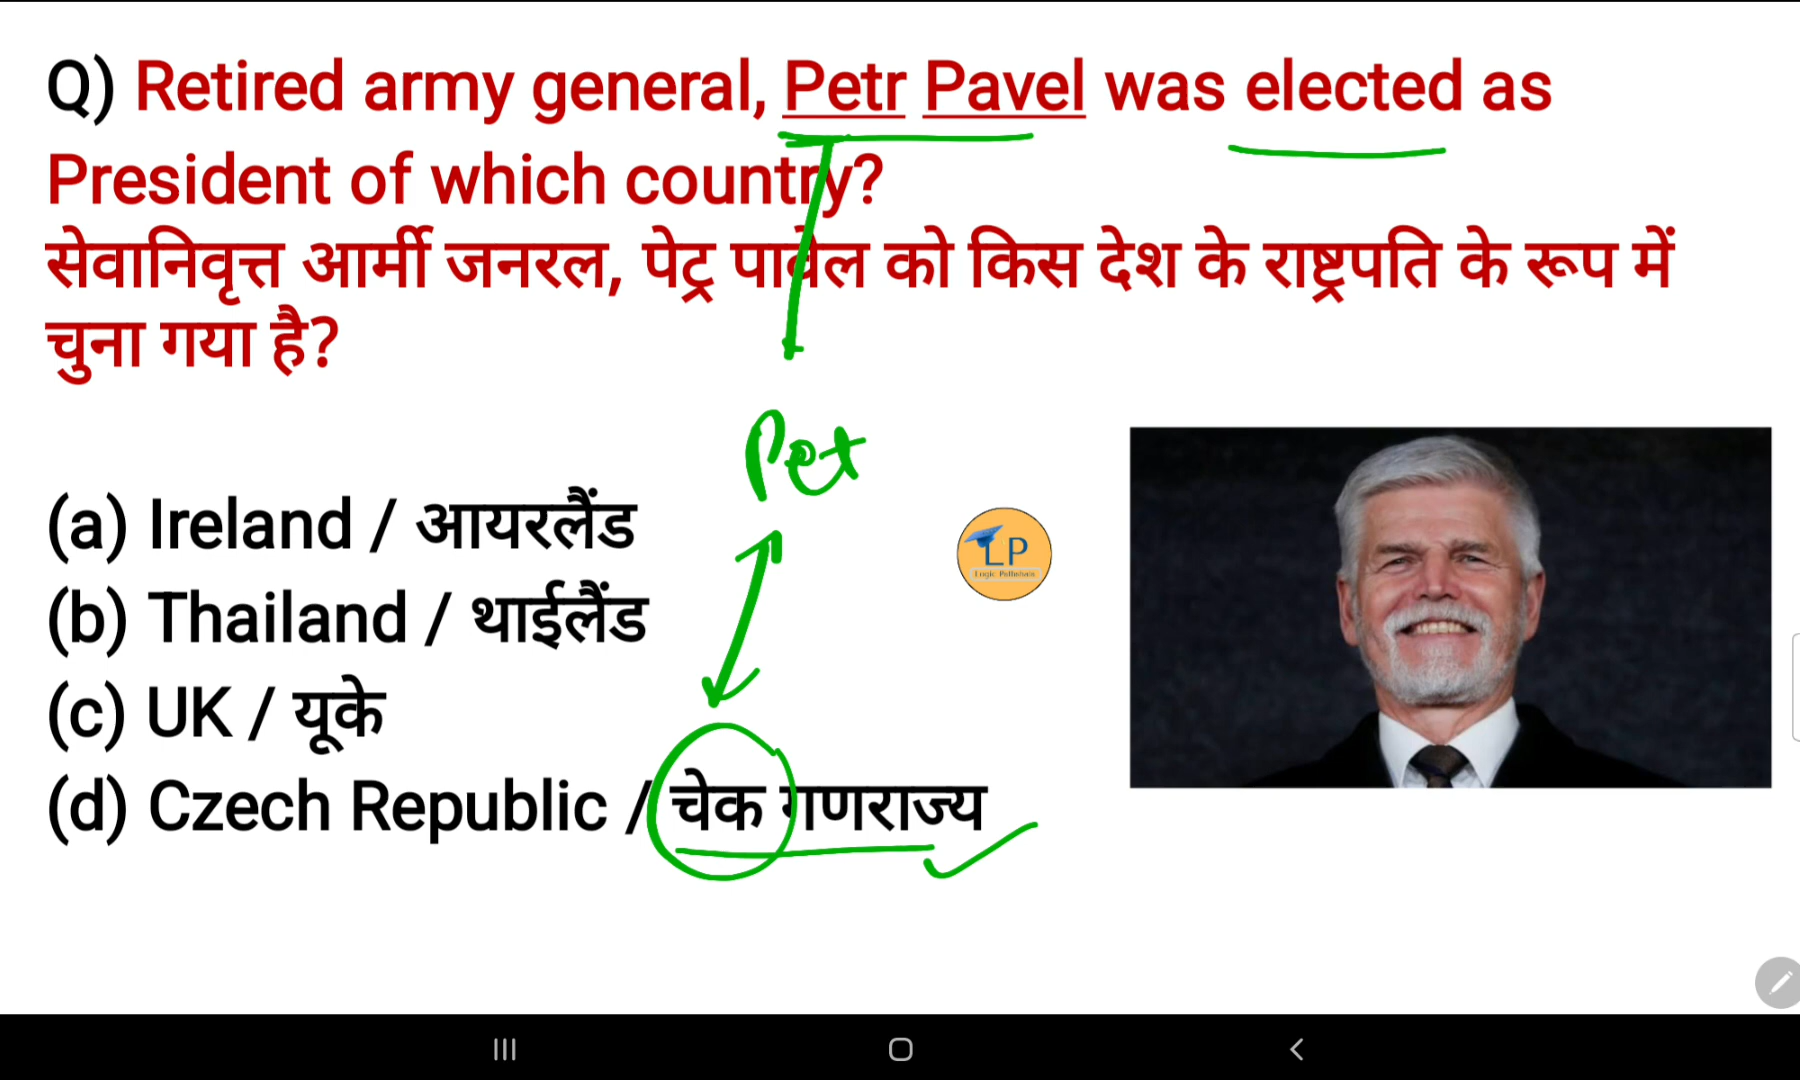 Q) Retired army general, Petr Pavel was elected as
President of which country?
सेवानिवृत्त आर्मी जनरल, पेट्र पावेल को किस देश के राष्ट्रपति के रूप में
चुना गया है?
Pet
(a) Ireland / आयरलैंड
(b) Thailand / थाईलैंड
(c) UK / यूके
(d) Czech Republic / चेक गणराज्य
LP